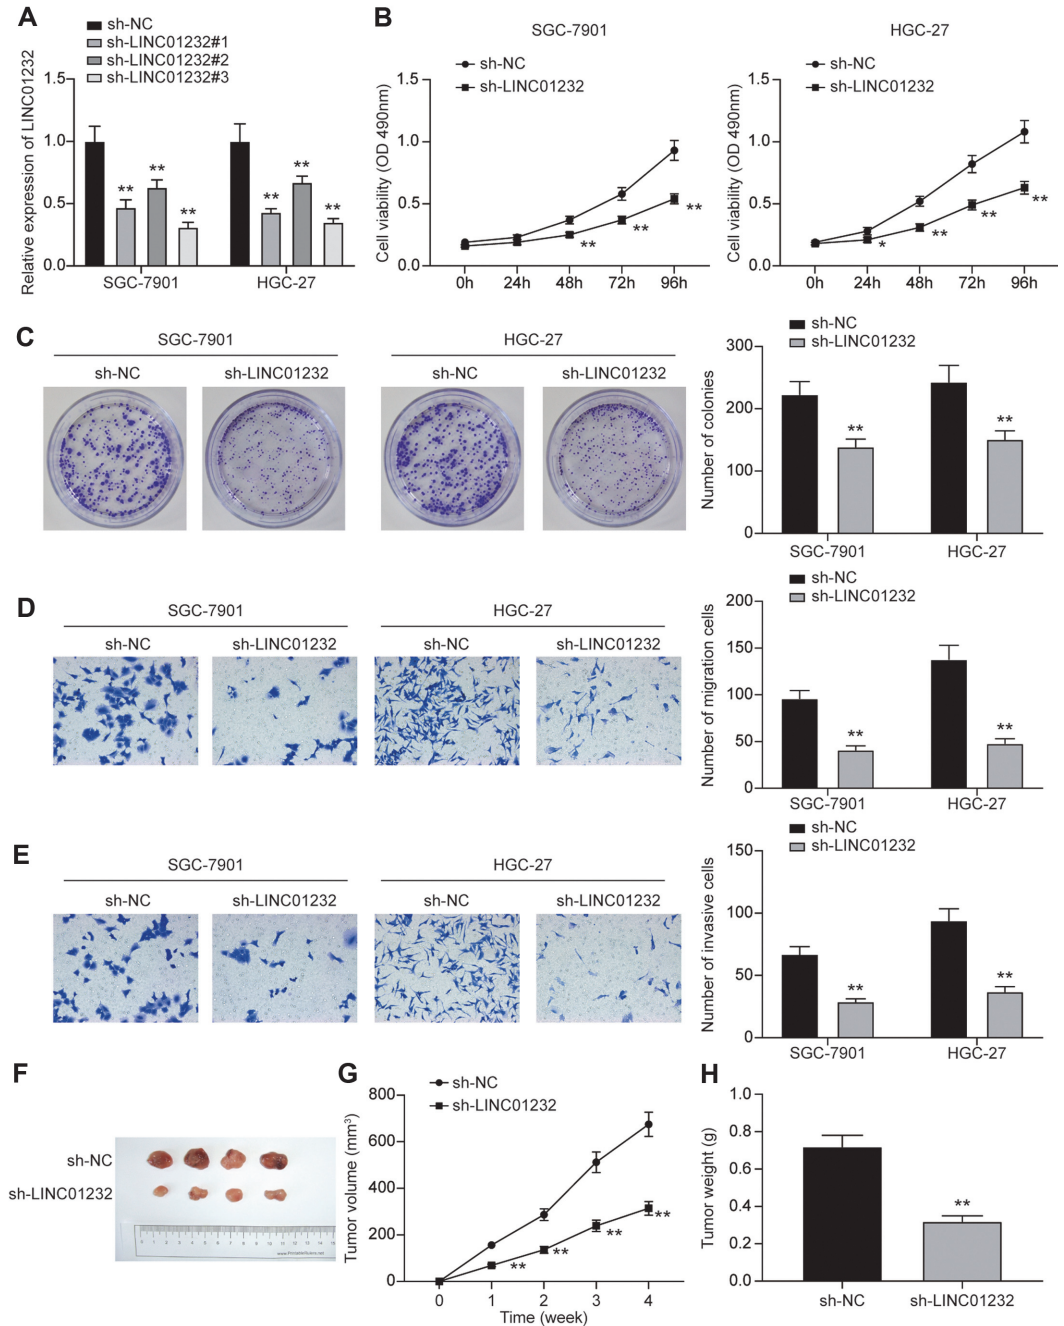 A
sh-NC
sh-LINC01232#1
sh-LINC01232#2
sh-LINC01232#3
Relative expression of LINC01232
1.5
1.0
0.5
0.0
** ** ** ** ** **
SGC-7901 HGC-27
B
SGC-7901
sh-NC
sh-LINC01232
Cell viability (OD 490nm)
1.5
1.0
0.5
0.0
** ** **
0h 24h 48h 72h 96h
HGC-27
sh-NC
sh-LINC01232
Cell viability (OD 490nm)
1.5
1.0
0.5
0.0
* ** ** **
0h 24h 48h 72h 96h
C
SGC-7901 HGC-27
sh-NC sh-LINC01232 sh-NC sh-LINC01232
sh-NC
sh-LINC01232
Number of colonies
300
200
100
0
** **
SGC-7901 HGC-27
D
SGC-7901 HGC-27
sh-NC sh-LINC01232 sh-NC sh-LINC01232
sh-NC
sh-LINC01232
Number of migration cells
200
150
100
50
0
** **
SGC-7901 HGC-27
E
SGC-7901 HGC-27
sh-NC sh-LINC01232 sh-NC sh-LINC01232
sh-NC
sh-LINC01232
Number of invasive cells
150
100
50
0
** **
SGC-7901 HGC-27
F
sh-NC
sh-LINC01232
G
sh-NC
sh-LINC01232
Tumor volume (mm³)
800
600
400
200
0
** ** ** **
0 1 2 3 4
Time (week)
H
Tumor weight (g)
1.0
0.8
0.6
0.4
0.2
0.0
**
sh-NC sh-LINC01232